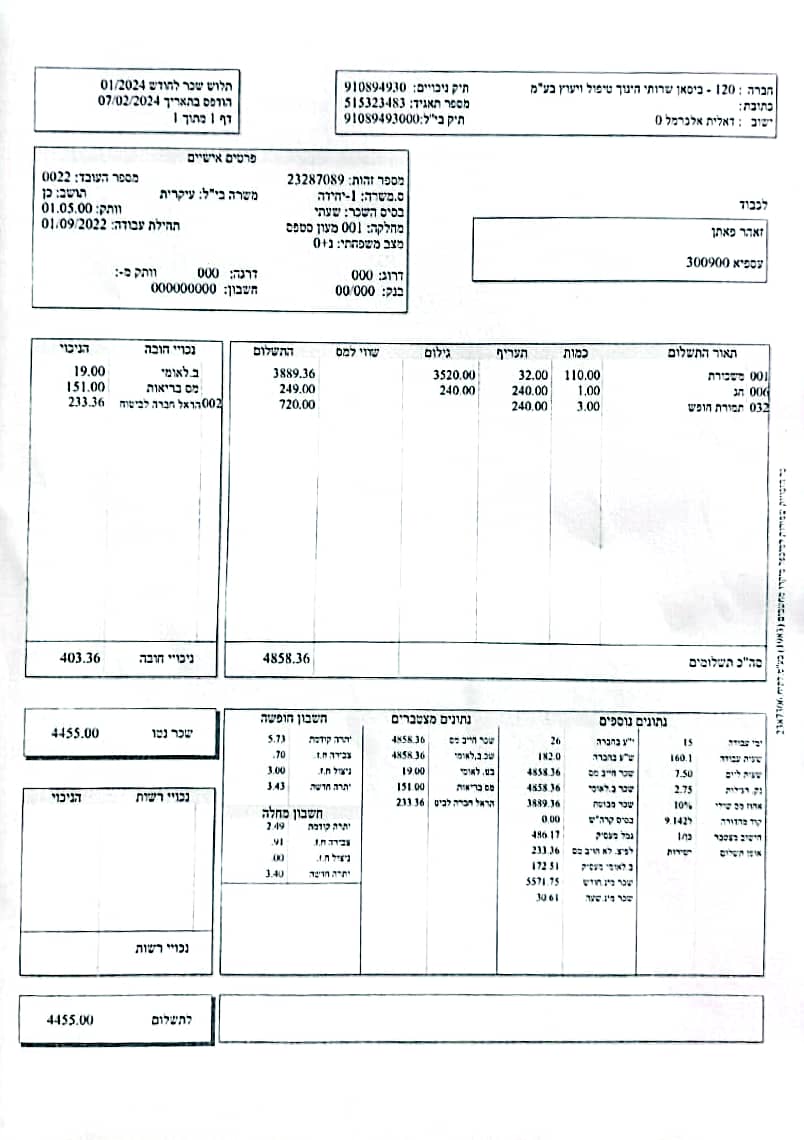 תלוש שכר לחודש 01/2024
הודפס בתאריך 07/02/2024
דף 1 מתוך 1
חברה : 120 - ביסאן שרותי חינוך טיפול ויעוץ בע"מ
כתובת:
ישוב : דאלית אלכרמל 0
תיק ניכויים: 910894930
מספר תאגיד: 515323483
תיק בי"ל:91089493000
פרטים אישיים
מספר זהות: 23287089 מספר העובד: 0022
ס.משרה: 1-יחידה משרה בי"ל: עיקרית תושב: כן
בסיס השכר: שעתי וותק: 01.05.00
מחלקה: 001 מעון סטפס תחילת עבודה: 01/09/2022
מצב משפחתי: נ+0
דרוג: 000 דרגה: 000 וותק מ-:
בנק: 00/000 חשבון: 000000000
לכבוד
זאהר פאתן
עספיא 300900
תאור התשלום כמות תעריף גילום שווי למס התשלום
001 משכורת 110.00 32.00 3520.00 3889.36
006 חג 1.00 240.00 240.00 249.00
032 תמורת חופש 3.00 240.00 720.00
סה"כ תשלומים 4858.36
נכויי חובה הניכוי
ב.לאומי 19.00
מס בריאות 151.00
002הראל חברה לביטוח 233.36
ניכויי חובה 403.36
שכר נטו 4455.00
נכויי רשות הניכוי
נכויי רשות
נתונים נוספים
ימי עבודה 15
שעות עבודה 160.1
שעות ליום 7.50
נק. רגילות 2.75
אחוז מס שולי 10%
קוד מהדורה 9.142ל
חישוב מצטבר כן/ו
אופן תשלום
י"ע בחברה 26
ש"ע בחברה 182.0
שכר חייב מס 4858.36
שכר ב.לאומי 4858.36
שכר מבוטח 3889.36
בסיס קרה"ש 0.00
גמל מעסיק 486.17
לפיצ. לא חויב מס 233.36
ב.לאומי מעסיק 172.51
שכר מינ.חודש 5571.75
שכר מינ.שעה 30.61
נתונים מצטברים
שכר חייב מס 4858.36
שכ.ב.לאומי 4858.36
בט. לאומי 19.00
מס בריאות 151.00
הראל חברה לביט 233.36
חשבון חופשה
יתרה קודמת 5.73
צבירה ח.ז. .70
ניצול ח.ז. 3.00
יתרה חדשה 3.43
חשבון מחלה
יתרה קודמת 2.49
צבירה ח.ז. .91
ניצול ח.ז. .00
יתרה חדשה 3.40
לתשלום 4455.00